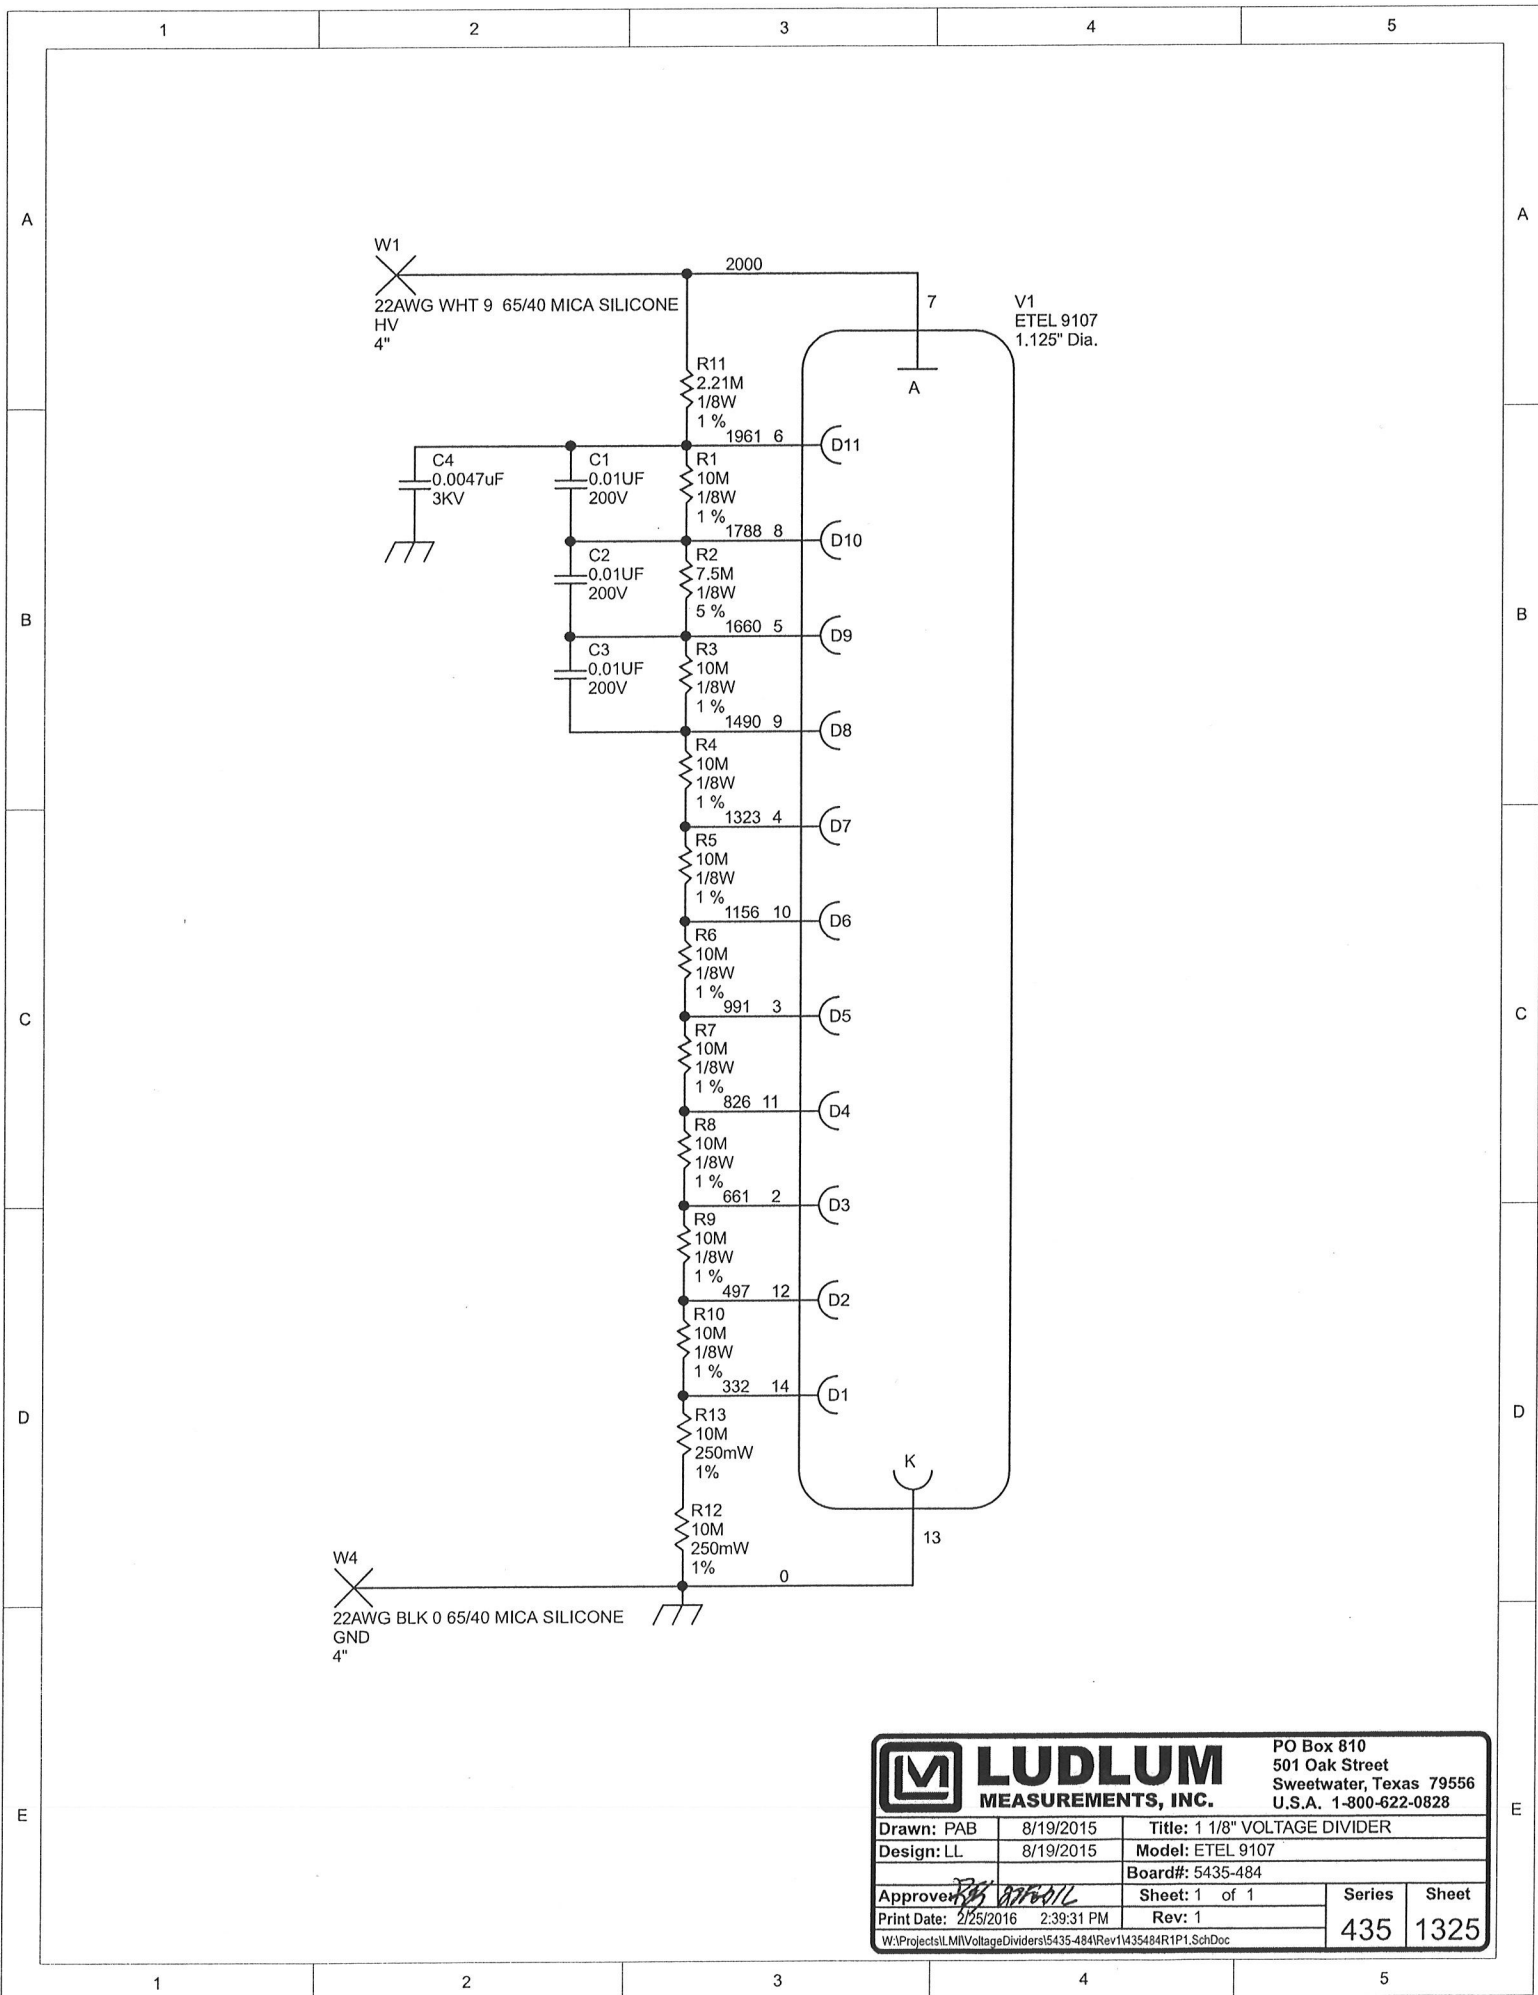 1 2 3 4 5
A A
W1
22AWG WHT 9 65/40 MICA SILICONE
HV
4"
2000
7
V1
ETEL 9107
1.125" Dia.
A
R11
2.21M
1/8W
1 %
1961 6 D11
C4
0.0047uF
3KV
C1
0.01UF
200V
R1
10M
1/8W
1 %
1788 8 D10
C2
0.01UF
200V
R2
7.5M
1/8W
5 %
B B
1660 5 D9
C3
0.01UF
200V
R3
10M
1/8W
1 %
1490 9 D8
R4
10M
1/8W
1 %
1323 4 D7
R5
10M
1/8W
1 %
1156 10 D6
R6
10M
1/8W
1 %
C C
991 3 D5
R7
10M
1/8W
1 %
826 11 D4
R8
10M
1/8W
1 %
661 2 D3
R9
10M
1/8W
1 %
497 12 D2
R10
10M
1/8W
1 %
332 14 D1
D D
R13
10M
250mW
1%
K
R12
10M
250mW
1%
13
0
W4
22AWG BLK 0 65/40 MICA SILICONE
GND
4"
E E
LM
LUDLUM
MEASUREMENTS, INC.
PO Box 810
501 Oak Street
Sweetwater, Texas 79556
U.S.A. 1-800-622-0828
Drawn: PAB 8/19/2015 Title: 1 1/8" VOLTAGE DIVIDER
Design: LL 8/19/2015 Model: ETEL 9107
Board#: 5435-484
Approve Sheet: 1 of 1
Series Sheet
Print Date: 2/25/2016 2:39:31 PM Rev: 1
435 1325
W:\Projects\LMI\VoltageDividers\5435-484\Rev1\435484R1P1.SchDoc
1 2 3 4 5